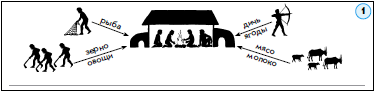 1
рыба
дичь
ягоды
зерно
овощи
мясо
молоко